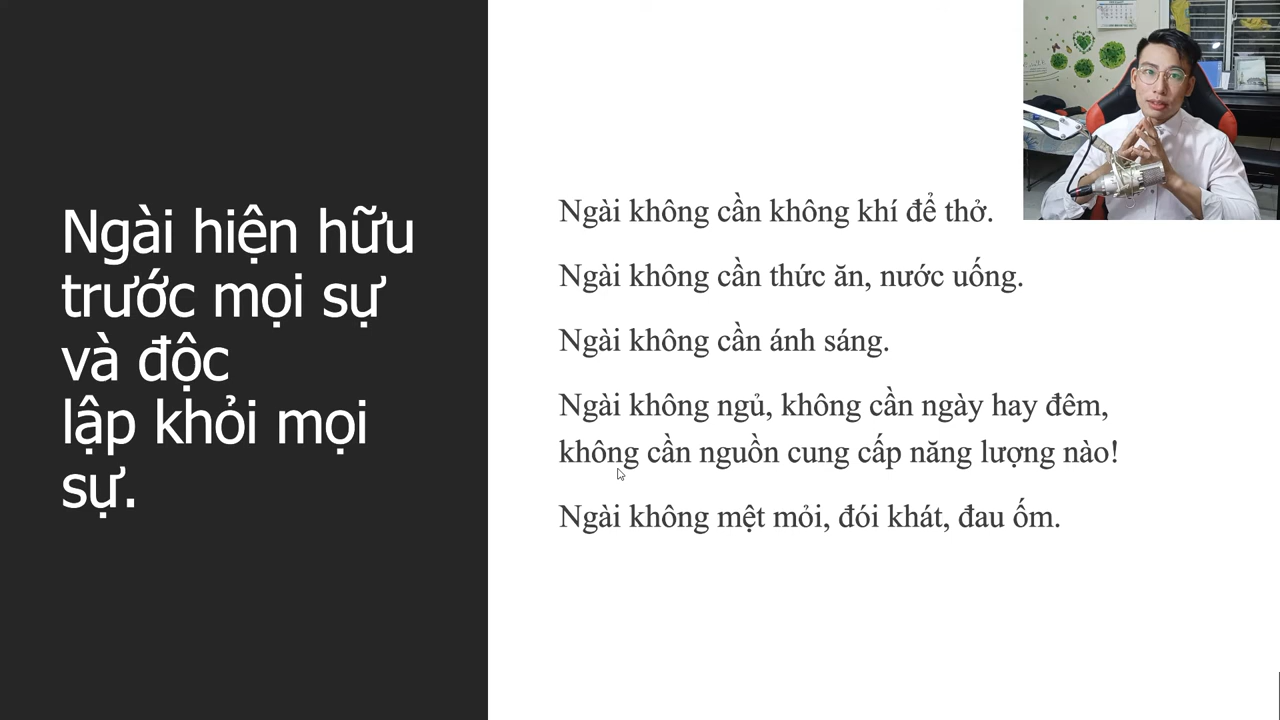 Ngài hiện hữu
trước mọi sự
và độc
lập khỏi mọi
sự.
Ngài không cần không khí để thở.
Ngài không cần thức ăn, nước uống.
Ngài không cần ánh sáng.
Ngài không ngủ, không cần ngày hay đêm,
không cần nguồn cung cấp năng lượng nào!
Ngài không mệt mỏi, đói khát, đau ốm.